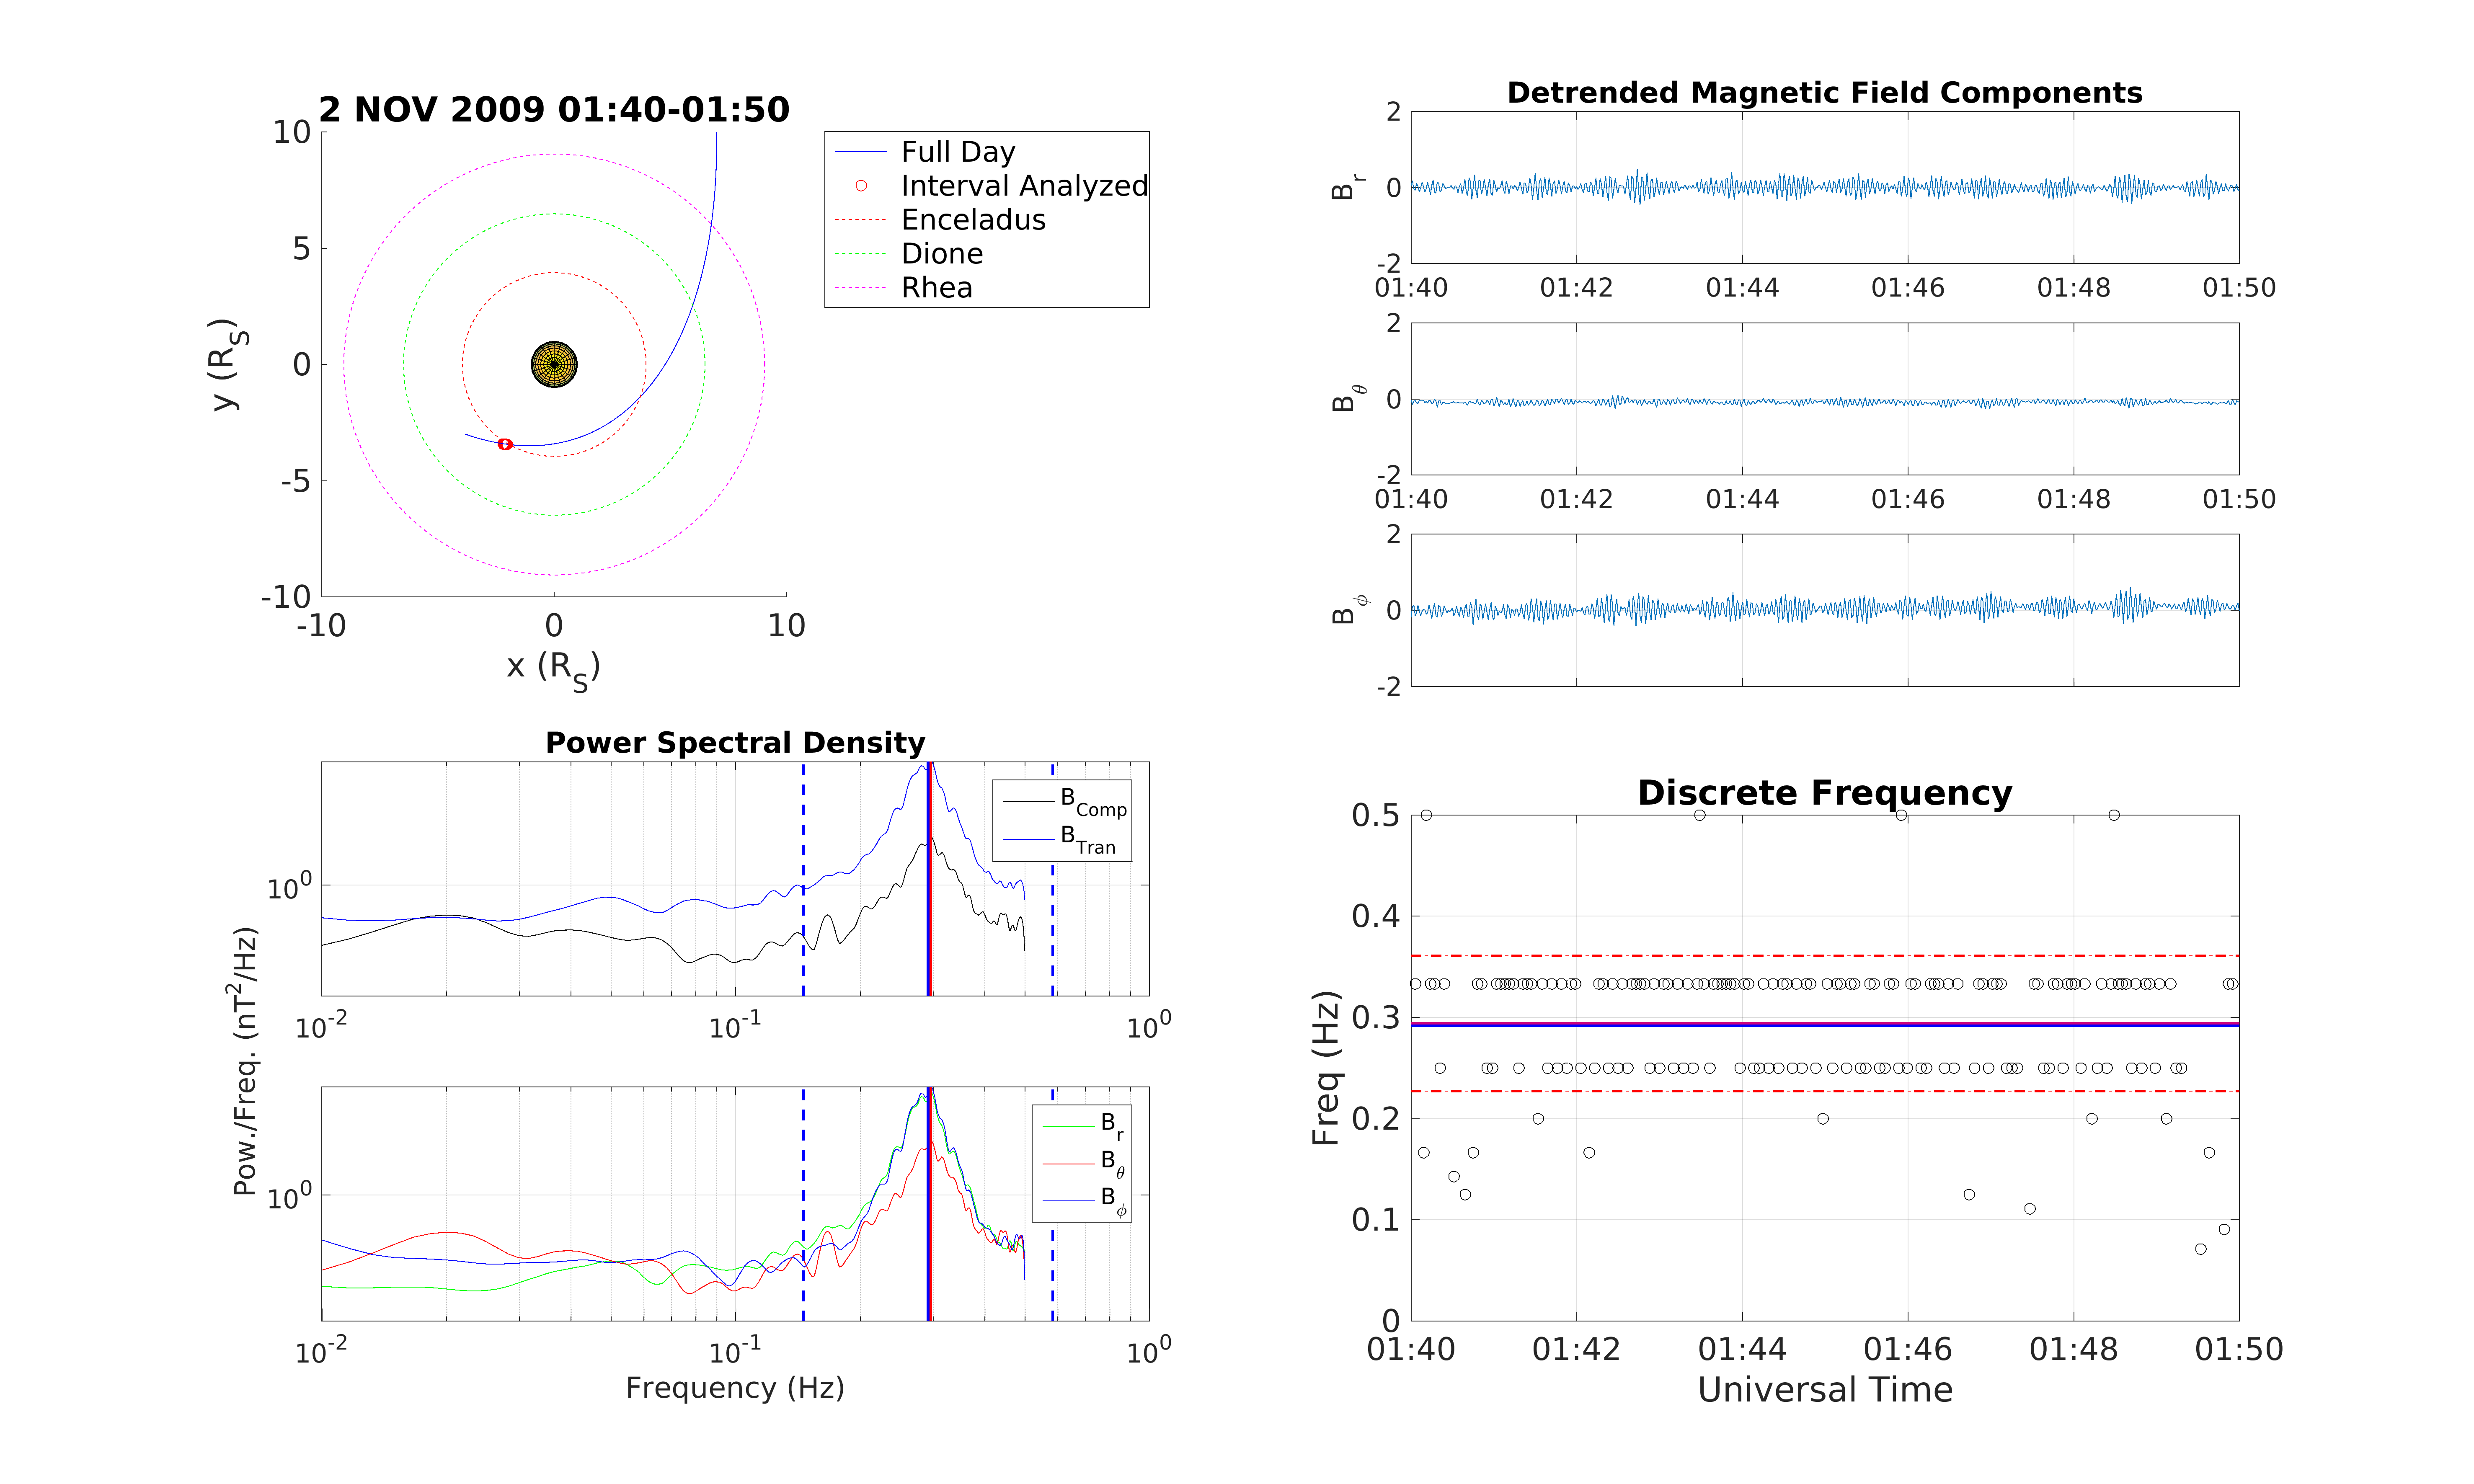 2 NOV 2009 01:40-01:50
10
5
0
-5
-10
-10 0 10
y (R_S)
x (R_S)
Full Day
Interval Analyzed
Enceladus
Dione
Rhea
Detrended Magnetic Field Components
2
0
-2
B_r
01:40 01:42 01:44 01:46 01:48 01:50
2
0
-2
B_θ
01:40 01:42 01:44 01:46 01:48 01:50
2
0
-2
B_ϕ
Power Spectral Density
10^0
10^-2 10^-1 10^0
B_Comp
B_Tran
Pow./Freq. (nT^2/Hz)
10^0
10^-2 10^-1 10^0
B_r
B_θ
B_ϕ
Frequency (Hz)
Discrete Frequency
0.5
0.4
0.3
0.2
0.1
0
Freq (Hz)
01:40 01:42 01:44 01:46 01:48 01:50
Universal Time